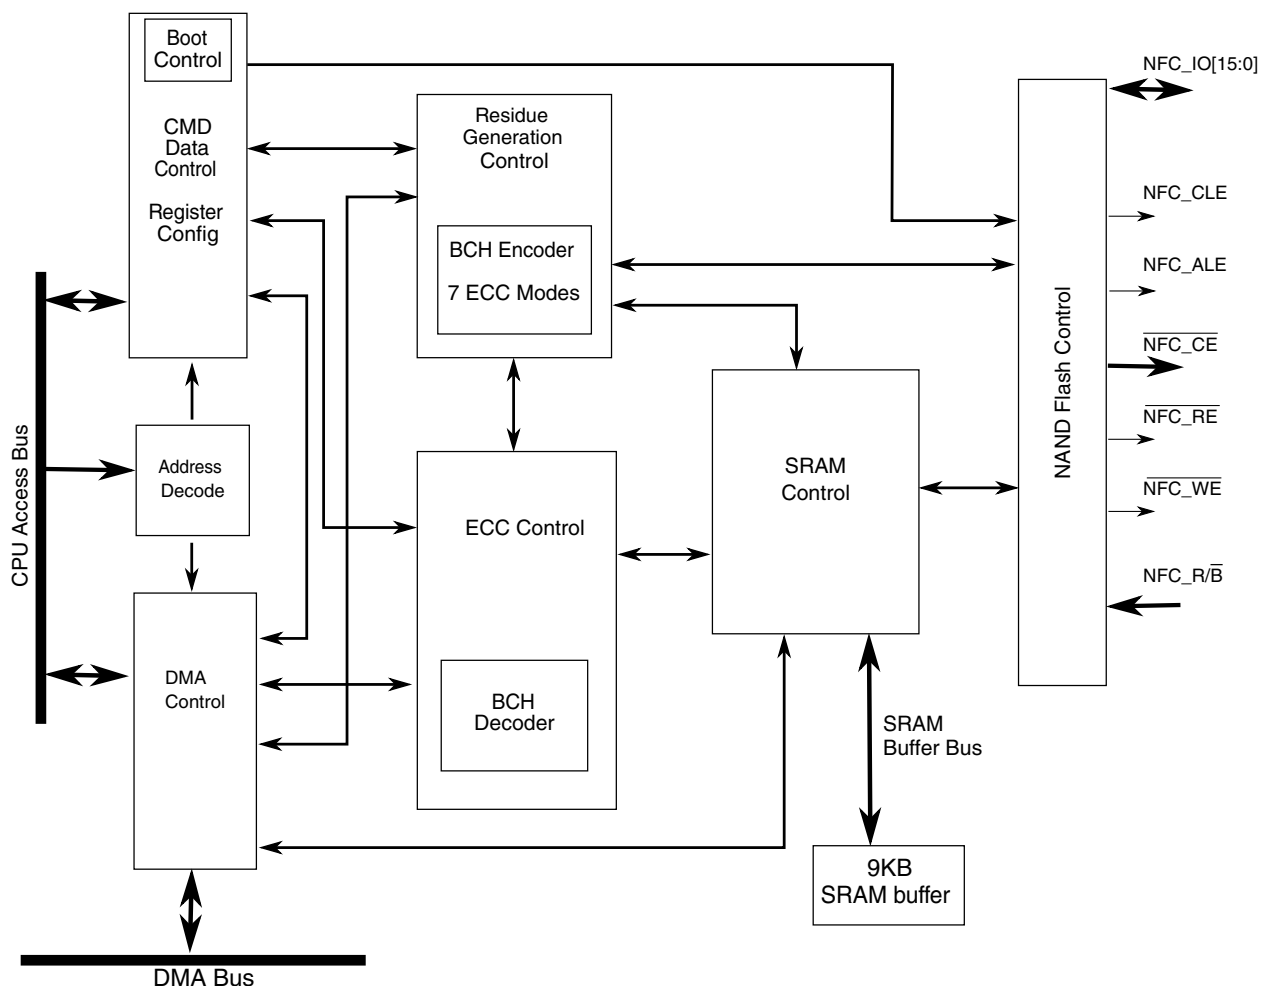 Boot
Control
CMD
Data
Control
Register
Config
Residue
Generation
Control
BCH Encoder
7 ECC Modes
NFC_IO[15:0]
NFC_CLE
NFC_ALE
NFC_CE
NFC_RE
NFC_WE
NFC_R/B
NAND Flash Control
CPU Access Bus
Address
Decode
SRAM
Control
ECC Control
DMA
Control
BCH
Decoder
SRAM
Buffer Bus
9KB
SRAM buffer
DMA Bus